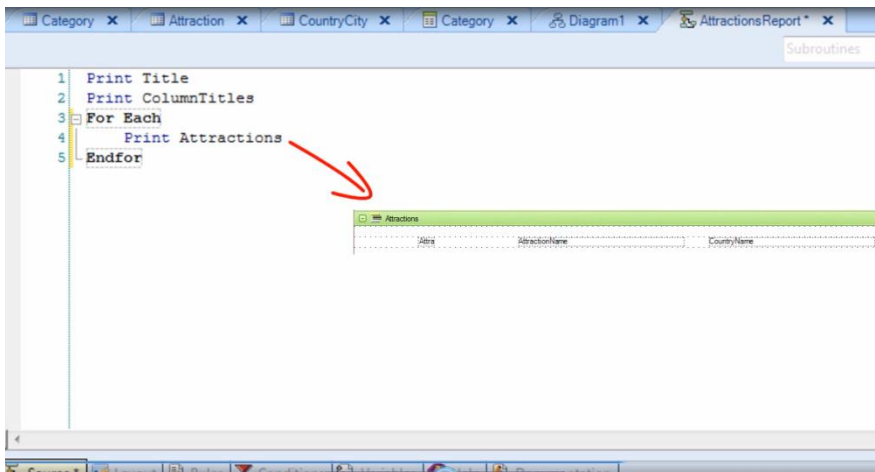 Category Attraction CountryCity Category Diagram1 AttractionsReport *
Subroutines
1 Print Title
2 Print ColumnTitles
3 For Each
4 Print Attractions
5 Endfor
Attractions
Attra AttractionName CountryName